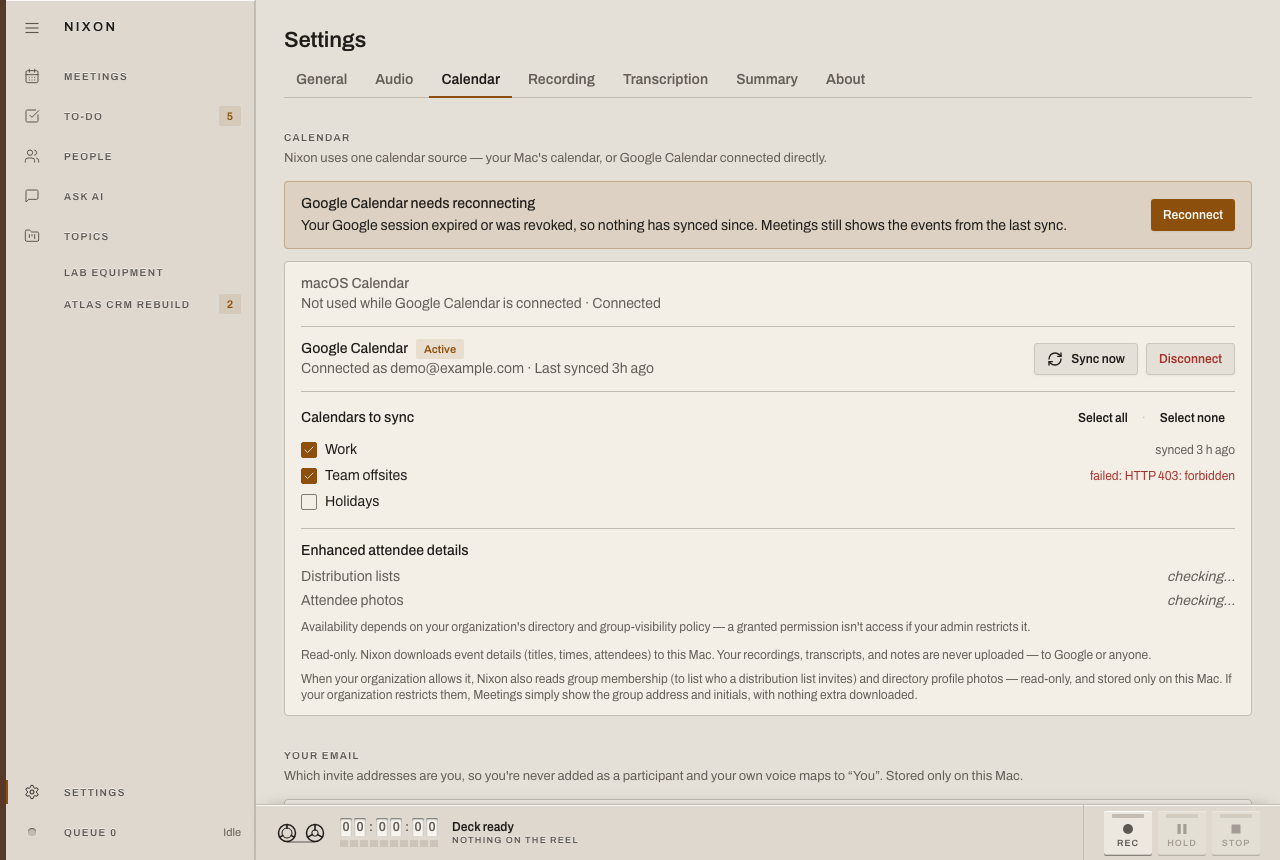 NIXON
MEETINGS
TO-DO 5
PEOPLE
ASK AI
TOPICS
LAB EQUIPMENT
ATLAS CRM REBUILD 2
SETTINGS
QUEUE 0 Idle
Settings
General Audio Calendar Recording Transcription Summary About
CALENDAR
Nixon uses one calendar source — your Mac's calendar, or Google Calendar connected directly.
Google Calendar needs reconnecting
Your Google session expired or was revoked, so nothing has synced since. Meetings still shows the events from the last sync.
Reconnect
macOS Calendar
Not used while Google Calendar is connected · Connected
Google Calendar Active
Connected as demo@example.com · Last synced 3h ago
Sync now Disconnect
Calendars to sync Select all · Select none
Work synced 3 h ago
Team offsites failed: HTTP 403: forbidden
Holidays
Enhanced attendee details
Distribution lists checking…
Attendee photos checking…
Availability depends on your organization's directory and group-visibility policy — a granted permission isn't access if your admin restricts it.
Read-only. Nixon downloads event details (titles, times, attendees) to this Mac. Your recordings, transcripts, and notes are never uploaded — to Google or anyone.
When your organization allows it, Nixon also reads group membership (to list who a distribution list invites) and directory profile photos — read-only, and stored only on this Mac. If
your organization restricts them, Meetings simply show the group address and initials, with nothing extra downloaded.
YOUR EMAIL
Which invite addresses are you, so you're never added as a participant and your own voice maps to “You”. Stored only on this Mac.
00:00:00
Deck ready
NOTHING ON THE REEL
REC HOLD STOP